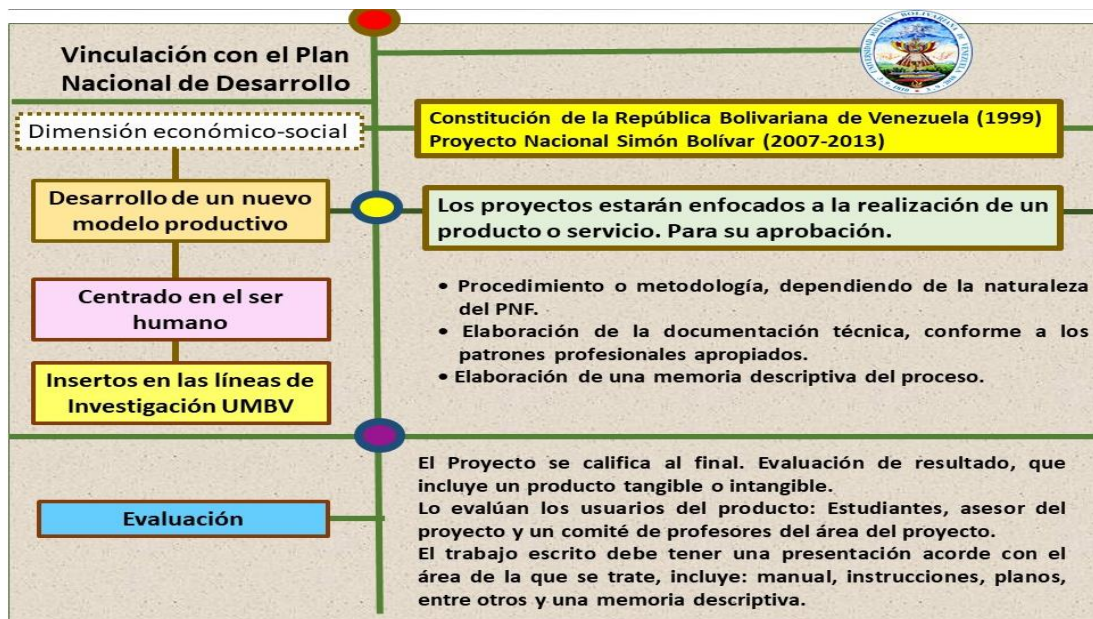 Vinculación con el Plan
Nacional de Desarrollo
Dimensión económico-social
Constitución de la República Bolivariana de Venezuela (1999)
Proyecto Nacional Simón Bolívar (2007-2013)
Desarrollo de un nuevo
modelo productivo
Los proyectos estarán enfocados a la realización de un
producto o servicio. Para su aprobación.
Centrado en el ser
humano
• Procedimiento o metodología, dependiendo de la naturaleza
del PNF.
• Elaboración de la documentación técnica, conforme a los
patrones profesionales apropiados.
• Elaboración de una memoria descriptiva del proceso.
Insertos en las líneas de
Investigación UMBV
Evaluación
El Proyecto se califica al final. Evaluación de resultado, que
incluye un producto tangible o intangible.
Lo evalúan los usuarios del producto: Estudiantes, asesor del
proyecto y un comité de profesores del área del proyecto.
El trabajo escrito debe tener una presentación acorde con el
área de la que se trate, incluye: manual, instrucciones, planos,
entre otros y una memoria descriptiva.